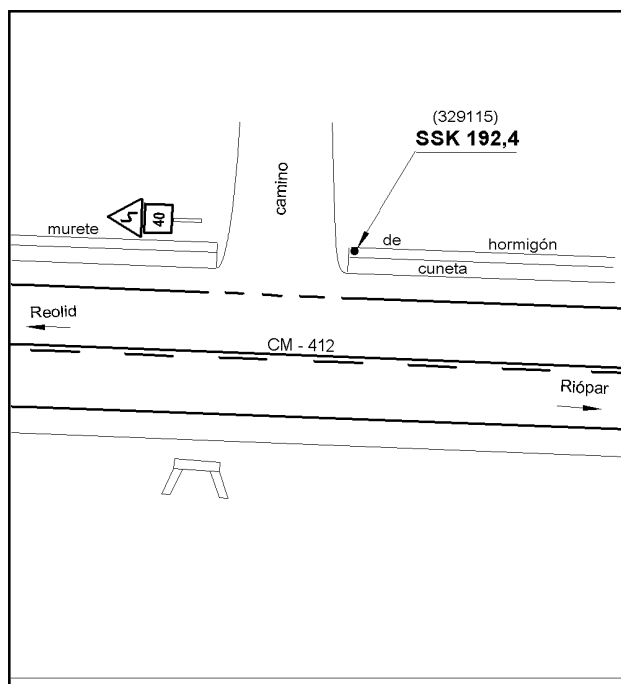 (329115)
SSK 192,4
camino
40
murete
de
hormigón
cuneta
Reolid
CM - 412
Riópar